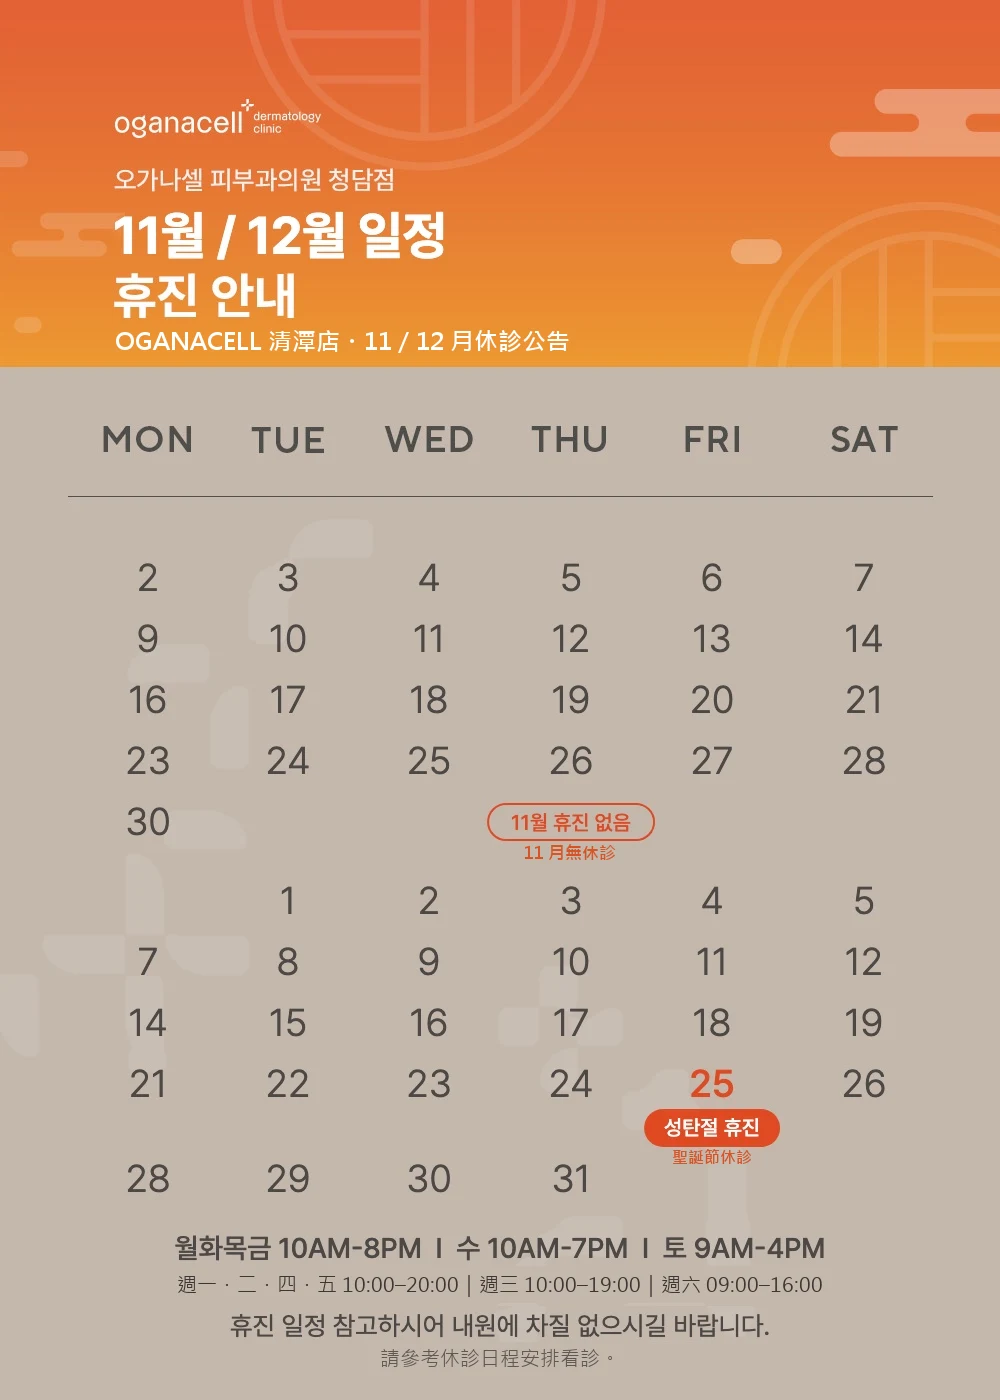 oganacell dermatology clinic
오가나셀 피부과의원 청담점
11월 / 12월 일정
휴진 안내
OGANACELL 清潭店 · 11 / 12 月休診公告
MON TUE WED THU FRI SAT
2 3 4 5 6 7
9 10 11 12 13 14
16 17 18 19 20 21
23 24 25 26 27 28
30 11월 휴진 없음
11 月無休診
1 2 3 4 5
7 8 9 10 11 12
14 15 16 17 18 19
21 22 23 24 25 26
성탄절 휴진
聖誕節休診
28 29 30 31
월화목금 10AM-8PM I 수 10AM-7PM I 토 9AM-4PM
週一 · 二 · 四 · 五 10:00–20:00 | 週三 10:00–19:00 | 週六 09:00–16:00
휴진 일정 참고하시어 내원에 차질 없으시길 바랍니다.
請參考休診日程安排看診。